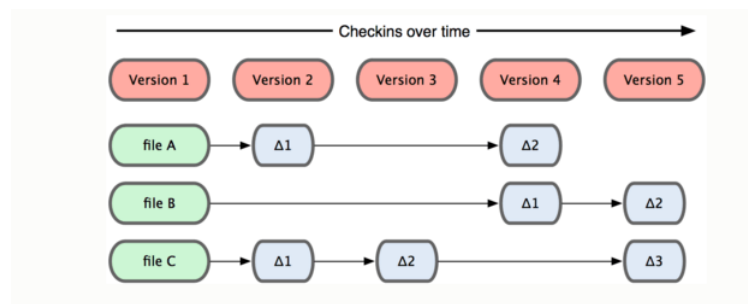 Checkins over time
Version 1 Version 2 Version 3 Version 4 Version 5
file A Δ1 Δ2
file B Δ1 Δ2
file C Δ1 Δ2 Δ3